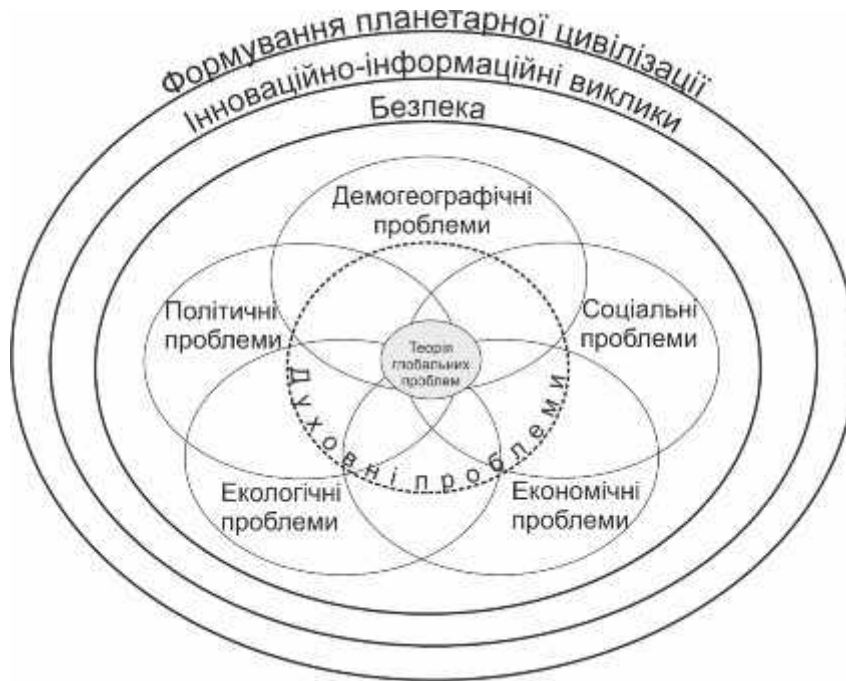 Формування планетарної цивілізації
Інноваційно-інформаційні виклики
Безпека
Демогеографічні
проблеми
Політичні
проблеми
Соціальні
проблеми
Теорія
глобальних
проблем
Духовні проблеми
Екологічні
проблеми
Економічні
проблеми